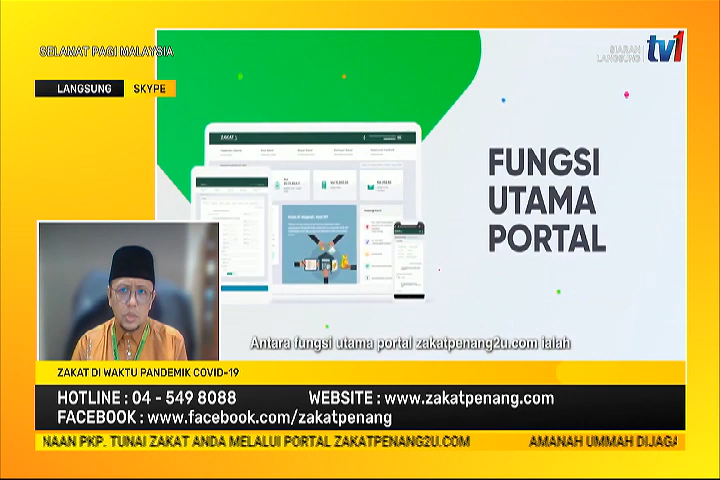 SELAMAT PAGI MALAYSIA
SIARAN
LANGSUNG
tv1
LANGSUNG SKYPE
ZAKAT
FUNGSI
UTAMA
PORTAL
Antara fungsi utama portal zakatpenang2u.com ialah
ZAKAT DI WAKTU PANDEMIK COVID-19
HOTLINE : 04 - 549 8088 WEBSITE : www.zakatpenang.com
FACEBOOK : www.facebook.com/zakatpenang
NAAN PKP. TUNAI ZAKAT ANDA MELALUI PORTAL ZAKATPENANG2U.COM AMANAH UMMAH DIJAGA